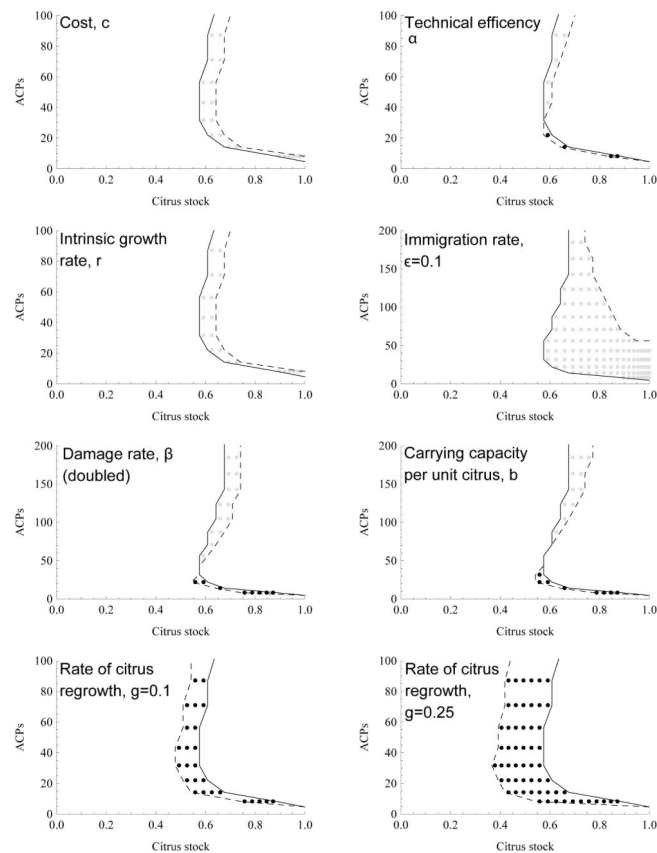 Cost, c
100
80
60
40
20
0
ACPs
0.0 0.2 0.4 0.6 0.8 1.0
Citrus stock
Technical efficency
α
100
80
60
40
20
0
ACPs
0.0 0.2 0.4 0.6 0.8 1.0
Citrus stock
Intrinsic growth
rate, r
100
80
60
40
20
0
ACPs
0.0 0.2 0.4 0.6 0.8 1.0
Citrus stock
Immigration rate,
ϵ=0.1
200
150
100
50
0
ACPs
0.0 0.2 0.4 0.6 0.8 1.0
Citrus stock
Damage rate, β
(doubled)
200
150
100
50
0
ACPs
0.0 0.2 0.4 0.6 0.8 1.0
Citrus stock
Carrying capacity
per unit citrus, b
200
150
100
50
0
ACPs
0.0 0.2 0.4 0.6 0.8 1.0
Citrus stock
Rate of citrus
regrowth, g=0.1
100
80
60
40
20
0
ACPs
0.0 0.2 0.4 0.6 0.8 1.0
Citrus stock
Rate of citrus
regrowth,
g=0.25
100
80
60
40
20
0
ACPs
0.0 0.2 0.4 0.6 0.8 1.0
Citrus stock